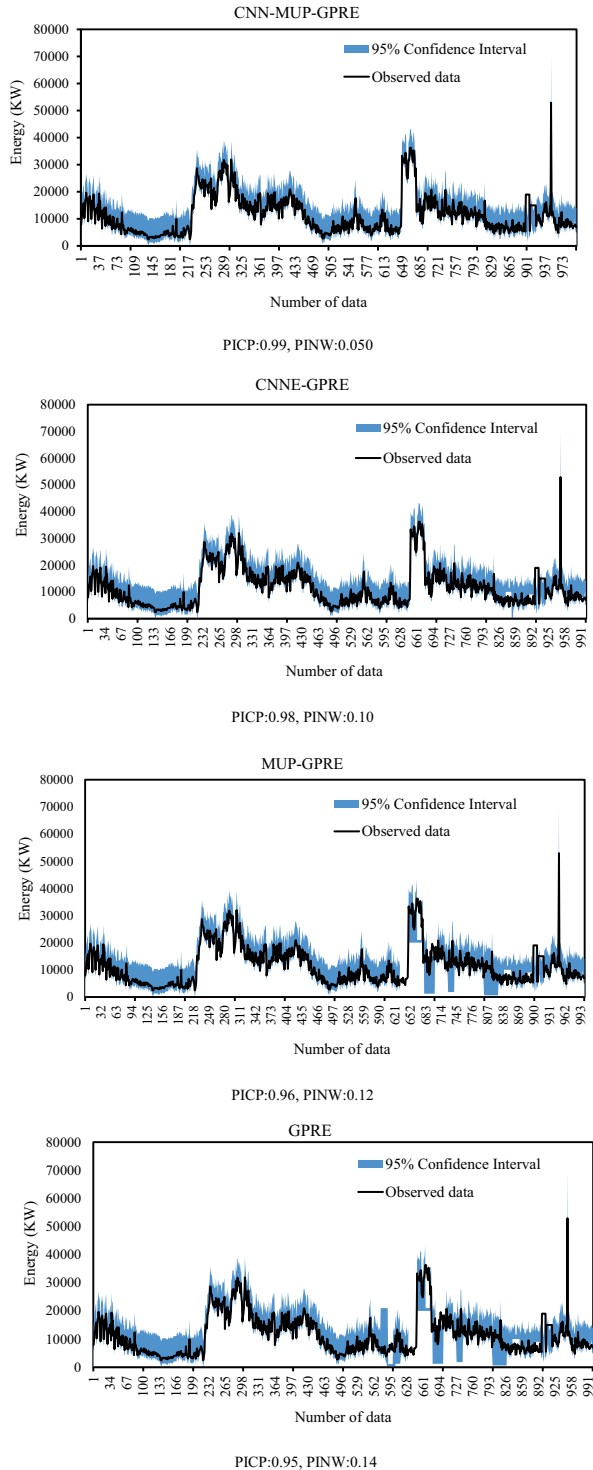 CNN-MUP-GPRE
80000
70000
60000
50000
40000
30000
20000
10000
0
Energy (KW)
95% Confidence Interval
Observed data
1 37 73 109 145 181 217 253 289 325 361 397 433 469 505 541 577 613 649 685 721 757 793 829 865 901 937 973
Number of data
PICP:0.99, PINW:0.050
CNNE-GPRE
80000
70000
60000
50000
40000
30000
20000
10000
0
Energy (KW)
95% Confidence Interval
Observed data
1 34 67 100 133 166 199 232 265 298 331 364 397 430 463 496 529 562 595 628 661 694 727 760 793 826 859 892 925 958 991
Number of data
PICP:0.98, PINW:0.10
MUP-GPRE
80000
70000
60000
50000
40000
30000
20000
10000
0
Energy (KW)
95% Confidence Interval
Observed data
1 32 63 94 125 156 187 218 249 280 311 342 373 404 435 466 497 528 559 590 621 652 683 714 745 776 807 838 869 900 931 962 993
Number of data
PICP:0.96, PINW:0.12
GPRE
80000
70000
60000
50000
40000
30000
20000
10000
0
Energy (KW)
95% Confidence Interval
Observed data
1 34 67 100 133 166 199 232 265 298 331 364 397 430 463 496 529 562 595 628 661 694 727 760 793 826 859 892 925 958 991
Number of data
PICP:0.95, PINW:0.14